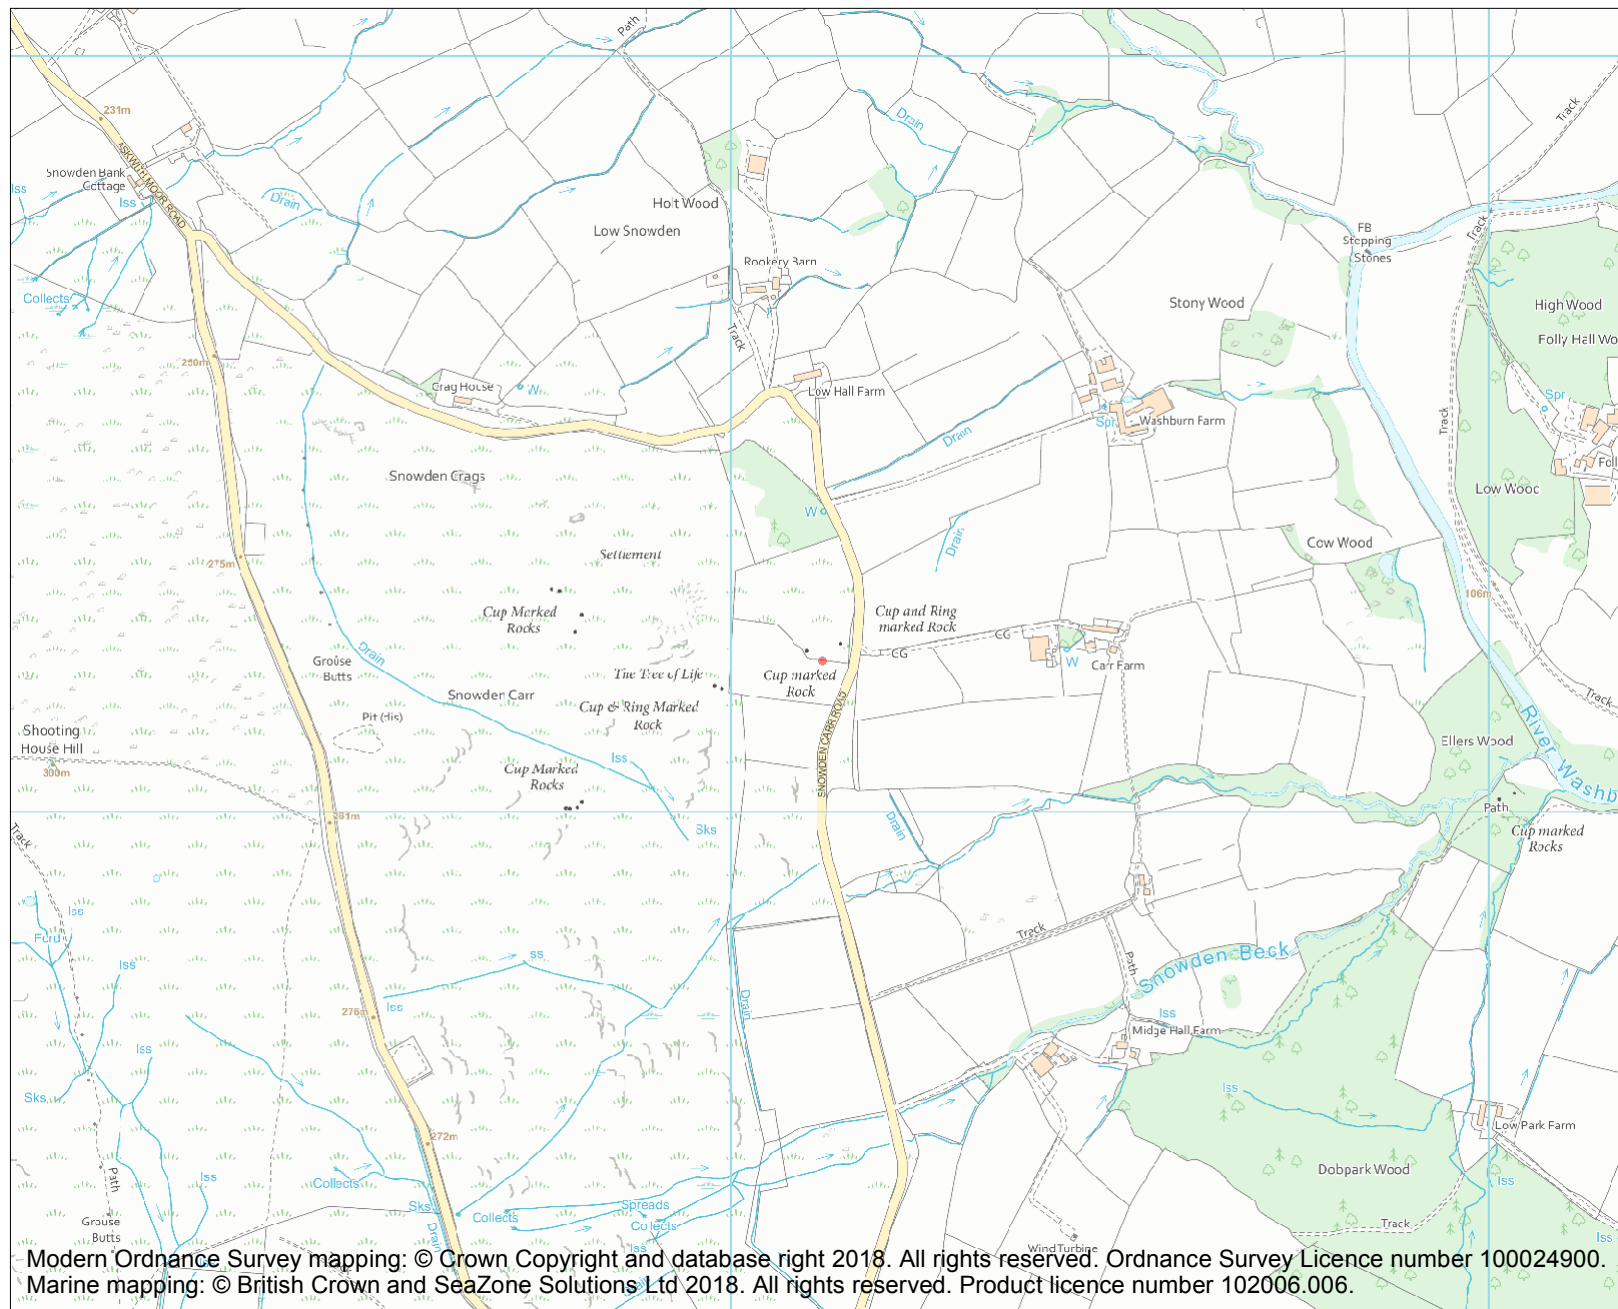 Path
231m
ASKWITH MOOR ROAD
Snowden Bank
Cottage
Iss
Iss
Drain
Collects
Drain
Track
Holt Wood
Low Snowden
Rookery Barn
Track
FB
Stepping
Stones
Track
Stony Wood
High Wood
Folly Hall Wo
250m
Crag House
W
Low Hall Farm
Spr
Washburn Farm
Drain
Spr
Track
Foll
Low Wood
Snowden Crags
W
Drain
Settlement
Cow Wood
275m
106m
Cup Marked
Rocks
Cup and Ring
marked Rock
CG
CG
W
Carr Farm
Drain
Grouse
Butts
The Tree of Life
Cup marked
Rock
Snowden Carr
Cup & Ring Marked
Rock
Pit (dis)
SNOWDEN CARR ROAD
Track
River Washb
Shooting
House Hill
300m
Iss
Cup Marked
Rocks
Ellers Wood
Path
Cup marked
Rocks
281m
Sks
Drain
Track
Iss
Ford
Iss
Track
Path
Snowden Beck
ss
Iss
276m
Drain
Iss
Midge Hall Farm
Iss
Sks
Iss
272m
Low Park Farm
Path
Iss
Collects
Dobpark Wood
Iss
Sks
Collects
Spreads
Collects
Iss
Drain
Grouse
Butts
Track
Iss
Wind Turbine
Modern Ordnance Survey mapping: © Crown Copyright and database right 2018. All rights reserved. Ordnance Survey Licence number 100024900.
Marine mapping: © British Crown and SeaZone Solutions Ltd 2018. All rights reserved. Product licence number 102006.006.